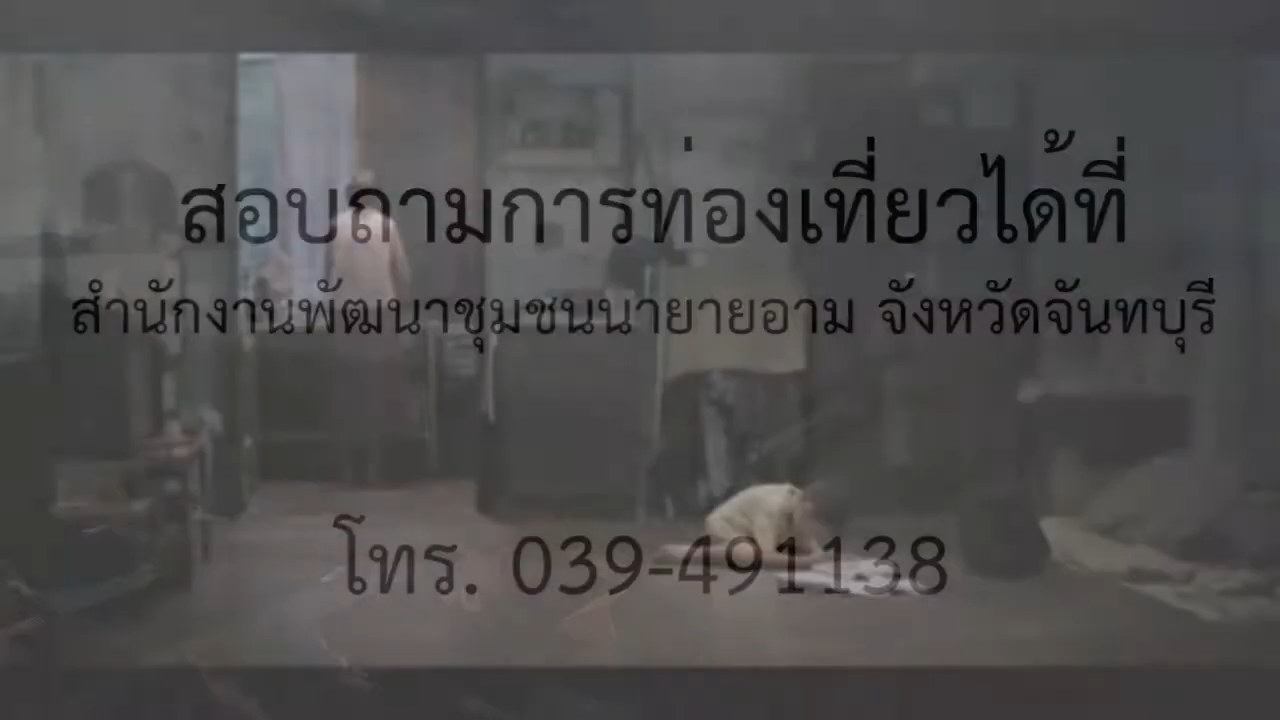 สอบถามการท่องเที่ยวได้ที่
สำนักงานพัฒนาชุมชนนายายอาม จังหวัดจันทบุรี
โทร. 039-491138